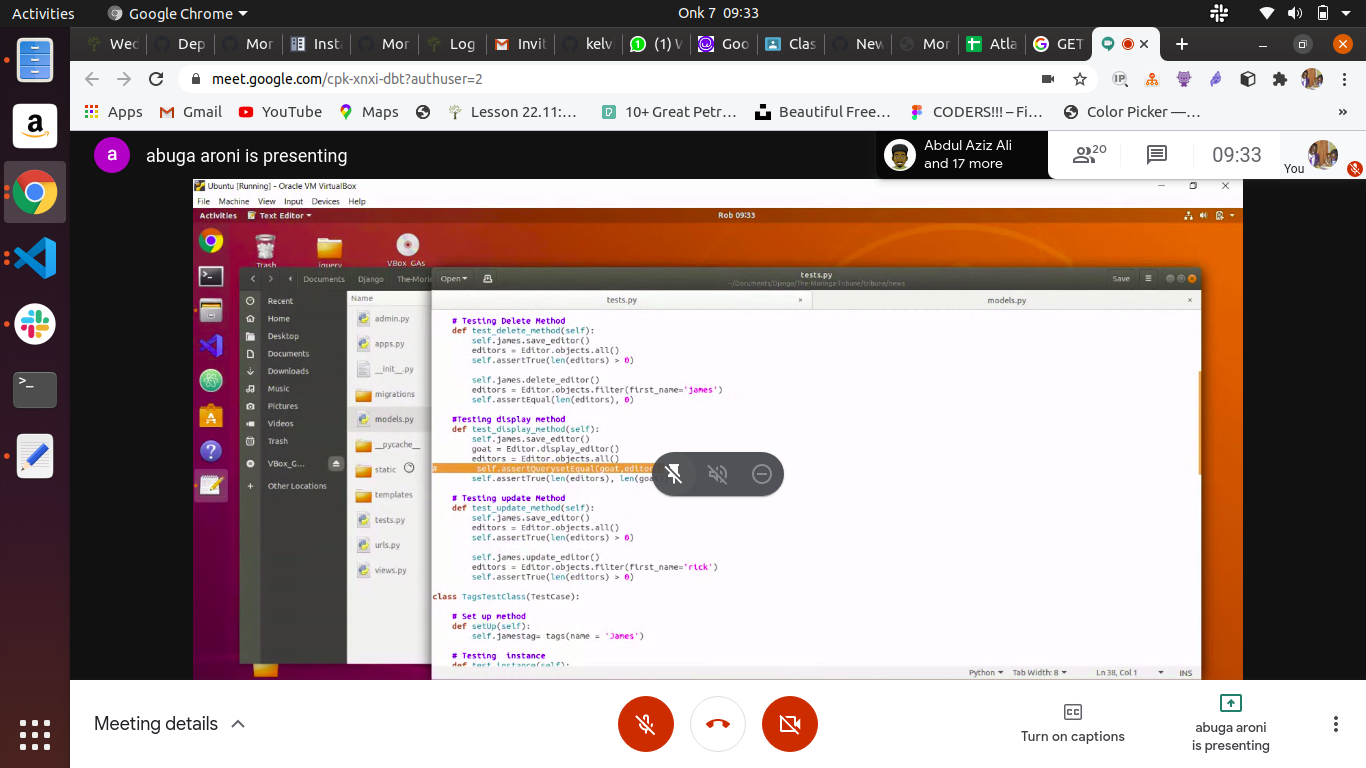 Activities
Google Chrome
Onk 7 09:33
Wed
Dep
Mor
Inst
Mor
Log
Invit
kelv
(1) W
Goo
Clas
New
Mor
Atla
GET
meet.google.com/cpk-xnxi-dbt?authuser=2
Apps
Gmail
YouTube
Maps
Lesson 22.11:...
10+ Great Petr...
Beautiful Free...
CODERS!!! – Fi...
Color Picker —...
»
a
abuga aroni is presenting
Abdul Aziz Ali
and 17 more
20
09:33
You
Ubuntu [Running] - Oracle VM VirtualBox
File Machine View Input Devices Help
Activities
Text Editor
Rob 09:33
Trash
jquery
VBox_GAs
Documents
Django
The-Morin
Open
tests.py
~/Documents/Django/The-Moringa-Tribune/tribune/news
Save
Recent
Home
Desktop
Documents
Downloads
Music
Pictures
Videos
Trash
VBox_G...
Other Locations
Name
admin.py
apps.py
__init__.py
migrations
models.py
__pycache__
static
templates
tests.py
urls.py
views.py
tests.py
models.py
# Testing Delete Method
def test_delete_method(self):
self.james.save_editor()
editors = Editor.objects.all()
self.assertTrue(len(editors) > 0)
self.james.delete_editor()
editors = Editor.objects.filter(first_name='james')
self.assertEqual(len(editors), 0)
#Testing display method
def test_display_method(self):
self.james.save_editor()
goat = Editor.display_editor()
editors = Editor.objects.all()
# self.assertQuerysetEqual(goat,editor
self.assertTrue(len(editors), len(goa
# Testing update Method
def test_update_method(self):
self.james.save_editor()
editors = Editor.objects.all()
self.assertTrue(len(editors) > 0)
self.james.update_editor()
editors = Editor.objects.filter(first_name='rick')
self.assertTrue(len(editors) > 0)
class TagsTestClass(TestCase):
# Set up method
def setUp(self):
self.jamestag= tags(name = 'James')
# Testing instance
def test_instance(self):
Python
Tab Width: 8
Ln 38, Col 1
INS
Meeting details
Turn on captions
abuga aroni
is presenting